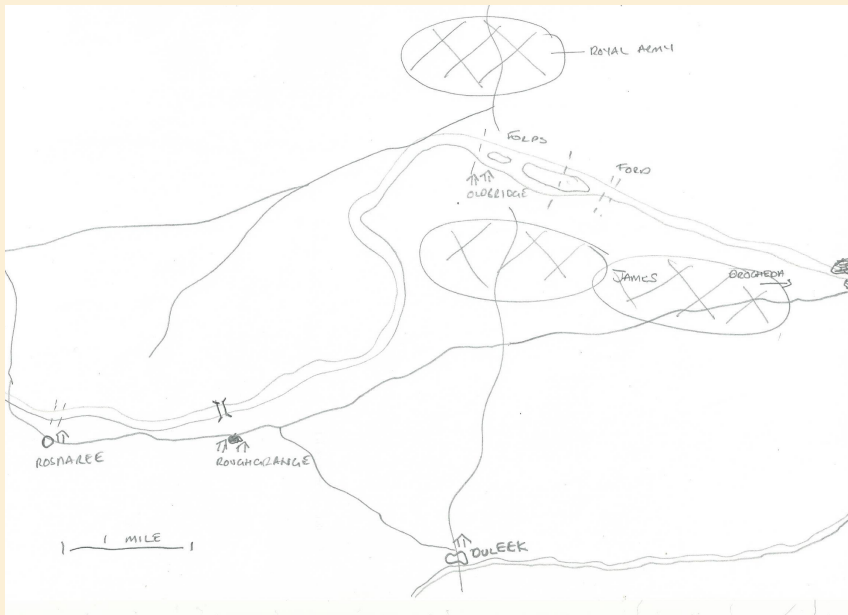 ROYAL ARMY
FORDS
FORD
OLDBRIDGE
JAMES
DROGHEDA
ROSNAREE
ROUGHGRANGE
1 MILE
DULEEK